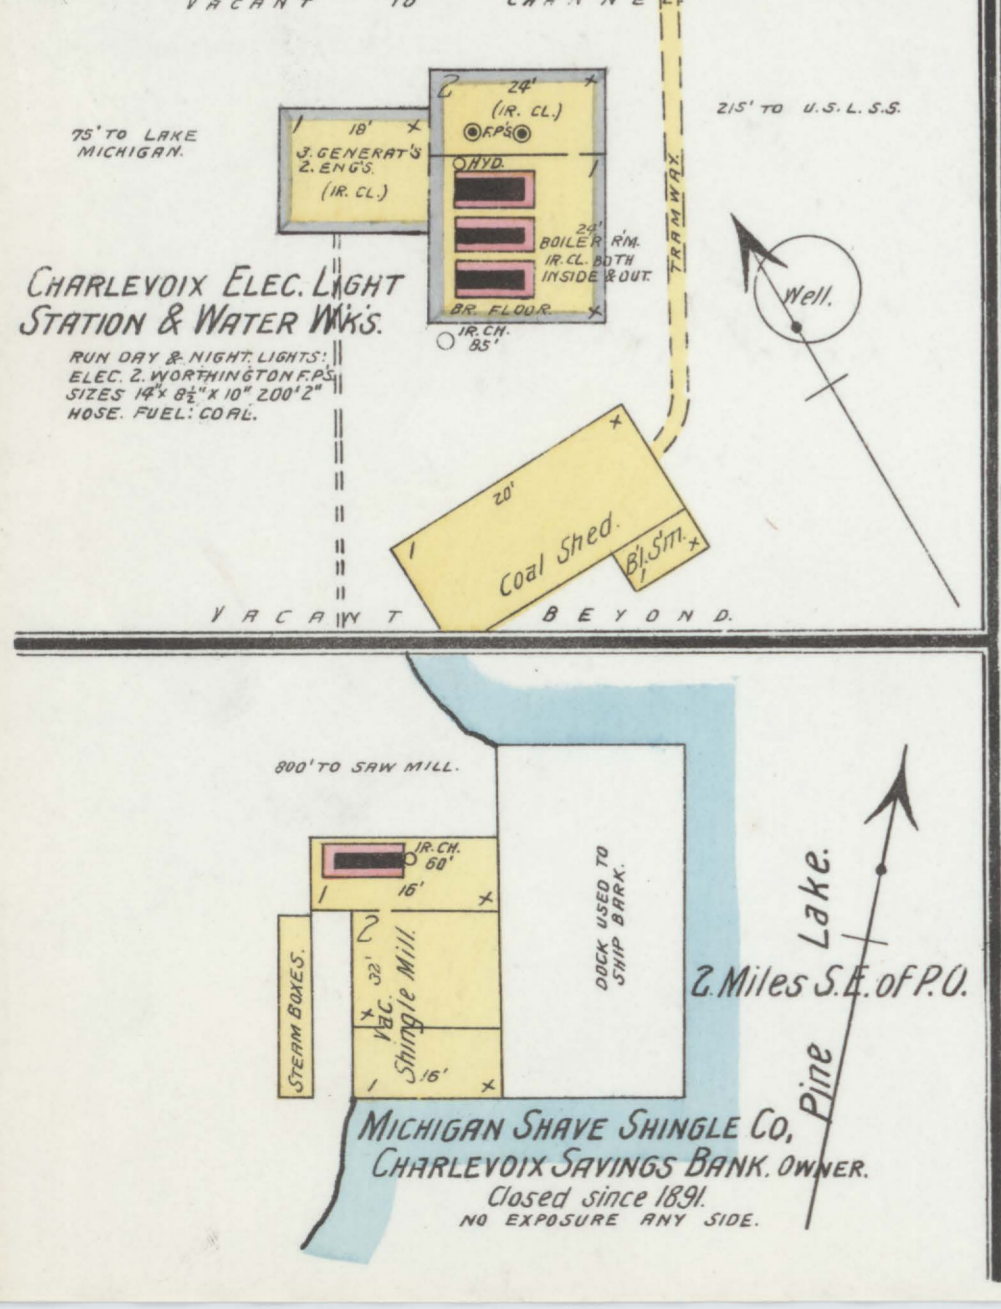 VACANT TO CHANNEL
75' TO LAKE
MICHIGAN.
1 18' X
3. GENERAT'S
2. ENG'S.
(IR. CL.)
2 24' X
(IR. CL.)
F.P'S
HYD.
1
24'
BOILER R'M.
IR. CL. BOTH
INSIDE & OUT.
BR. FLOOR. X
IR. CH.
85'
TRAMWAY.
215' TO U.S.L.S.S.
Well.
CHARLEVOIX ELEC. LIGHT
STATION & WATER W'K'S.
RUN DAY & NIGHT. LIGHTS:
ELEC. 2. WORTHINGTON F.P'S
SIZES 14" X 8½" X 10" 200' 2"
HOSE. FUEL: COAL.
X
20'
1
Coal Shed.
Bl. S'm. X
1
VACANT BEYOND.
800' TO SAW MILL.
IR. CH.
60'
1 16' X
STEAM BOXES.
2
32'
X
Vac.
Shingle Mill.
1 16' X
DOCK USED TO
SHIP BARK.
Pine Lake.
2. Miles S.E. of P.O.
MICHIGAN SHAVE SHINGLE CO,
CHARLEVOIX SAVINGS BANK. OWNER.
Closed since 1891.
NO EXPOSURE ANY SIDE.